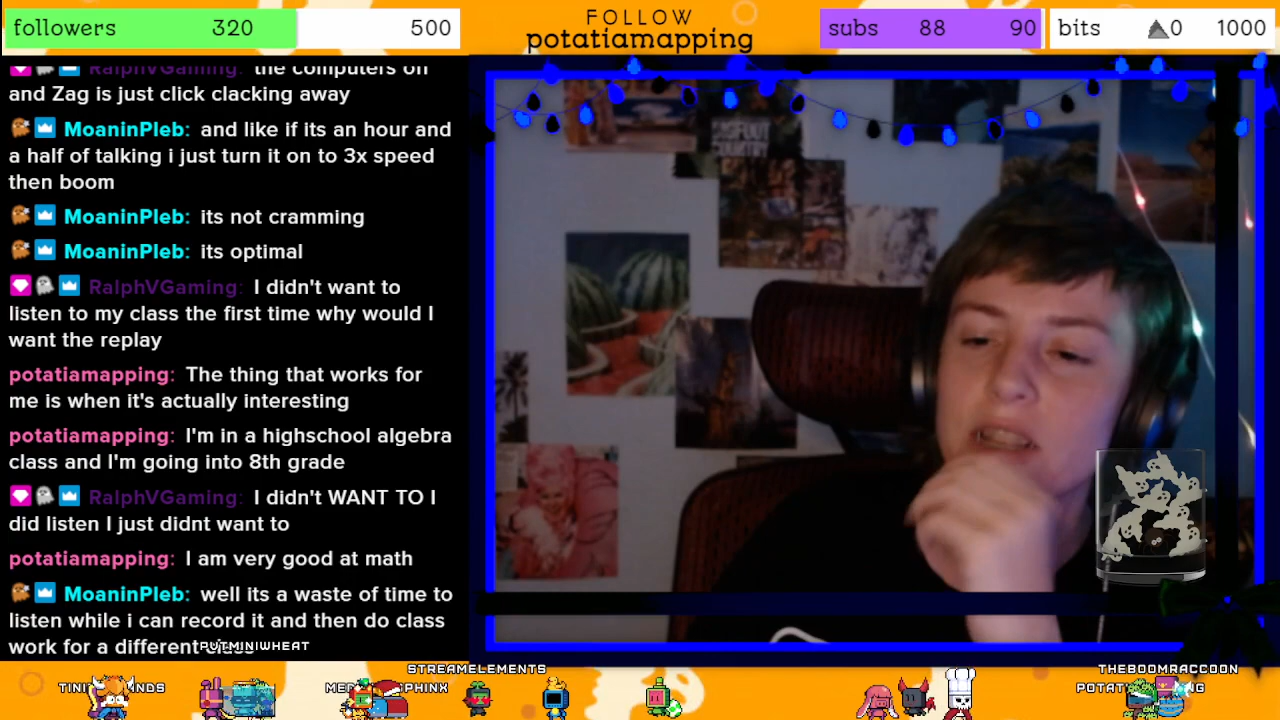 followers 320 500
FOLLOW
potatiamapping
subs 88 90
bits 0 1000
RalphVGaming: the computers on
and Zag is just click clacking away
MoaninPleb: and like if its an hour and
a half of talking i just turn it on to 3x speed
then boom
MoaninPleb: its not cramming
MoaninPleb: its optimal
RalphVGaming: I didn't want to
listen to my class the first time why would I
want the replay
potatiamapping: The thing that works for
me is when it's actually interesting
potatiamapping: I'm in a highschool algebra
class and I'm going into 8th grade
RalphVGaming: I didn't WANT TO I
did listen I just didnt want to
potatiamapping: I am very good at math
MoaninPleb: well its a waste of time to
listen while i can record it and then do class
work for a different class
BIGFOOT
COUNTRY
PUTMINIWHEAT
STREAMELEMENTS
THEBOOMRACCOON